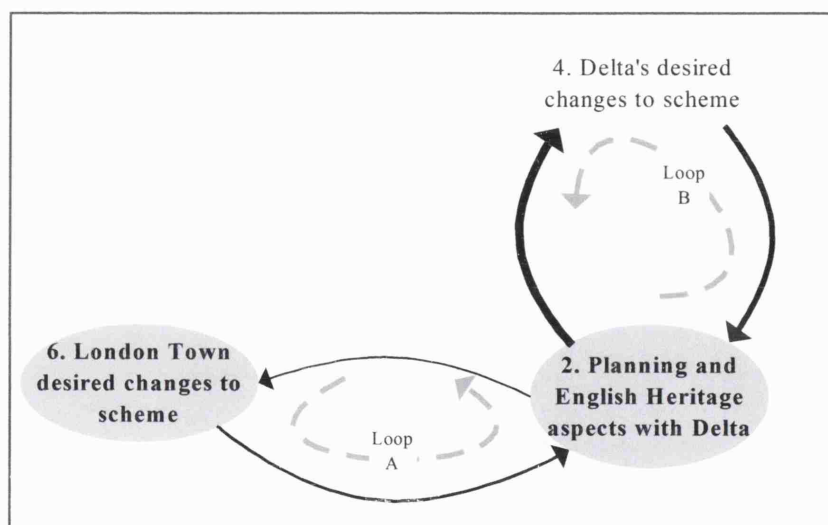 4. Delta's desired
changes to scheme
Loop
B
6. London Town
desired changes to
scheme
2. Planning and
English Heritage
aspects with Delta
Loop
A